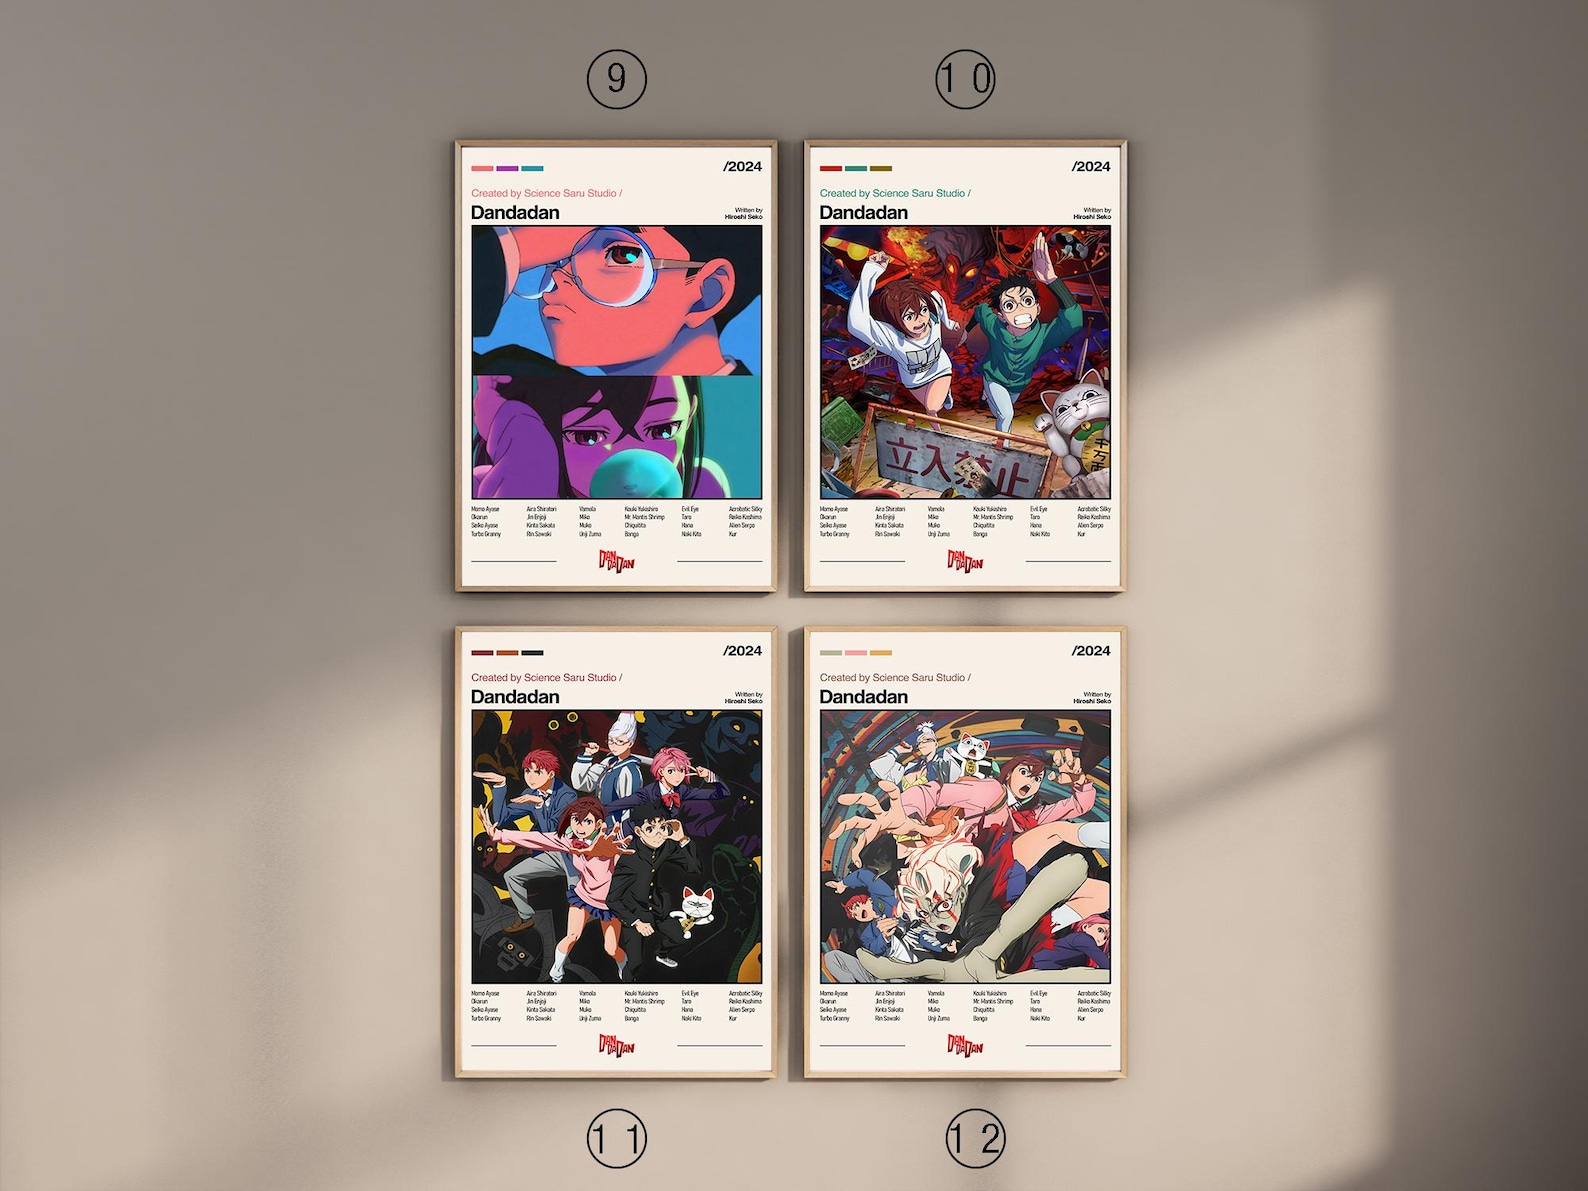 9
10
/2024
Created by Science Saru Studio /
Dandadan
Written by
Hiroshi Seko
Momo Ayase
Okarun
Seiko Ayase
Turbo Granny
Aira Shiratori
Jin Enjoji
Kinta Sakata
Rin Sawaki
Vamola
Mike
Muko
Unji Zuma
Kouki Yukishiro
Mr. Mantis Shrimp
Chiquitita
Banga
Evil Eye
Taro
Hana
Naki Kito
Acrobatic Silky
Reiko Kashima
Alien Serpo
Kur
DAN
DA DAN
/2024
Created by Science Saru Studio /
Dandadan
Written by
Hiroshi Seko
立入禁止
千万両
Momo Ayase
Okarun
Seiko Ayase
Turbo Granny
Aira Shiratori
Jin Enjoji
Kinta Sakata
Rin Sawaki
Vamola
Mike
Muko
Unji Zuma
Kouki Yukishiro
Mr. Mantis Shrimp
Chiquitita
Banga
Evil Eye
Taro
Hana
Naki Kito
Acrobatic Silky
Reiko Kashima
Alien Serpo
Kur
DAN
DA DAN
/2024
Created by Science Saru Studio /
Dandadan
Written by
Hiroshi Seko
Momo Ayase
Okarun
Seiko Ayase
Turbo Granny
Aira Shiratori
Jin Enjoji
Kinta Sakata
Rin Sawaki
Vamola
Mike
Muko
Unji Zuma
Kouki Yukishiro
Mr. Mantis Shrimp
Chiquitita
Banga
Evil Eye
Taro
Hana
Naki Kito
Acrobatic Silky
Reiko Kashima
Alien Serpo
Kur
DAN
DA DAN
/2024
Created by Science Saru Studio /
Dandadan
Written by
Hiroshi Seko
Momo Ayase
Okarun
Seiko Ayase
Turbo Granny
Aira Shiratori
Jin Enjoji
Kinta Sakata
Rin Sawaki
Vamola
Mike
Muko
Unji Zuma
Kouki Yukishiro
Mr. Mantis Shrimp
Chiquitita
Banga
Evil Eye
Taro
Hana
Naki Kito
Acrobatic Silky
Reiko Kashima
Alien Serpo
Kur
DAN
DA DAN
11
12